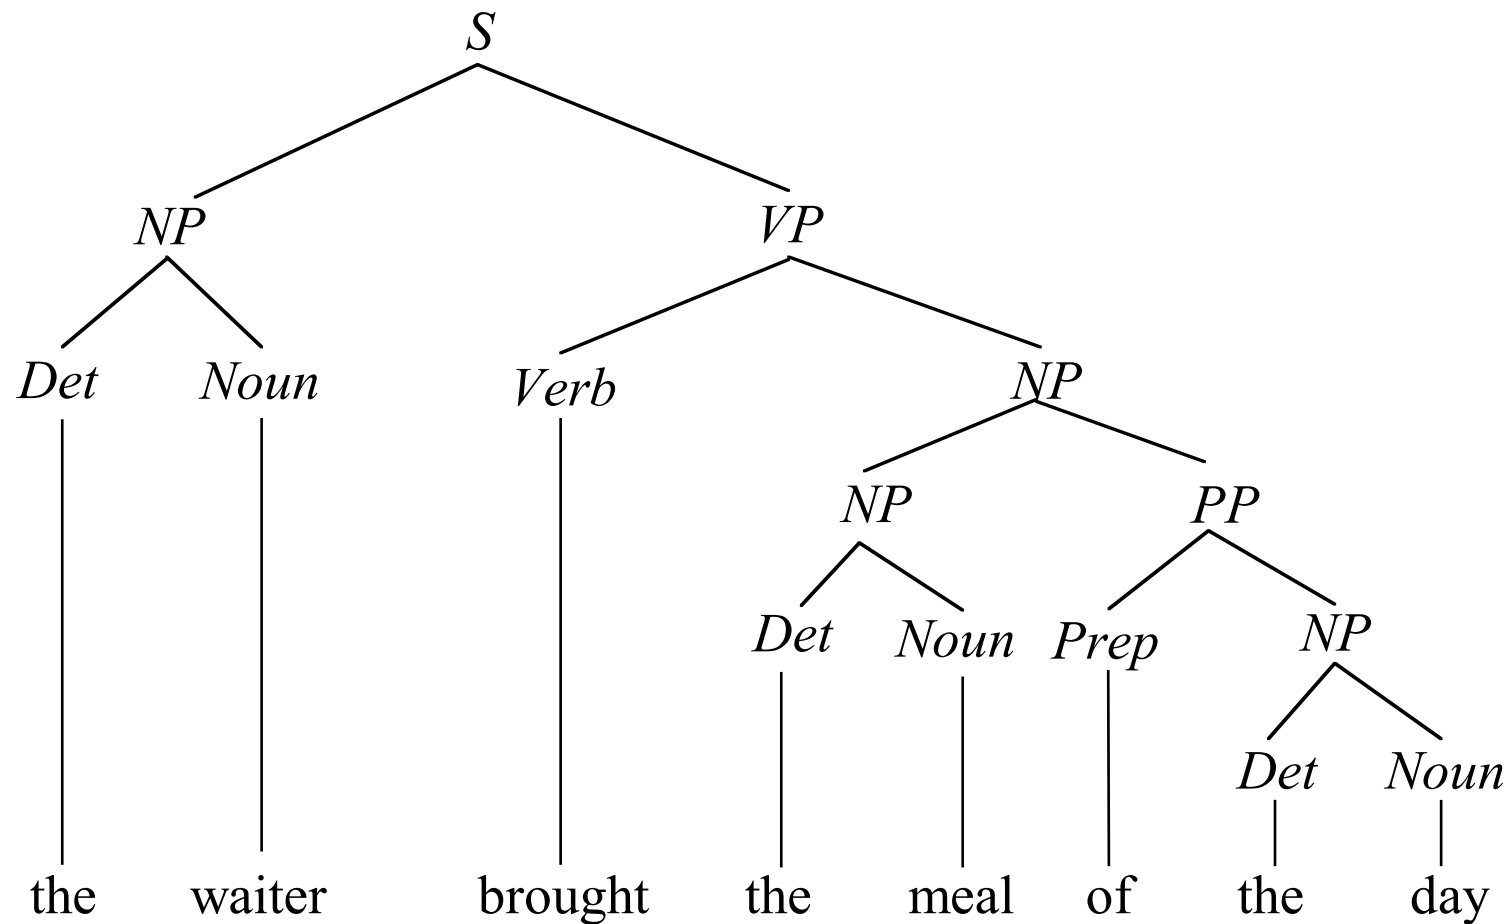 S
NP VP
Det Noun Verb NP
NP PP
Det Noun Prep NP
Det Noun
the waiter brought the meal of the day